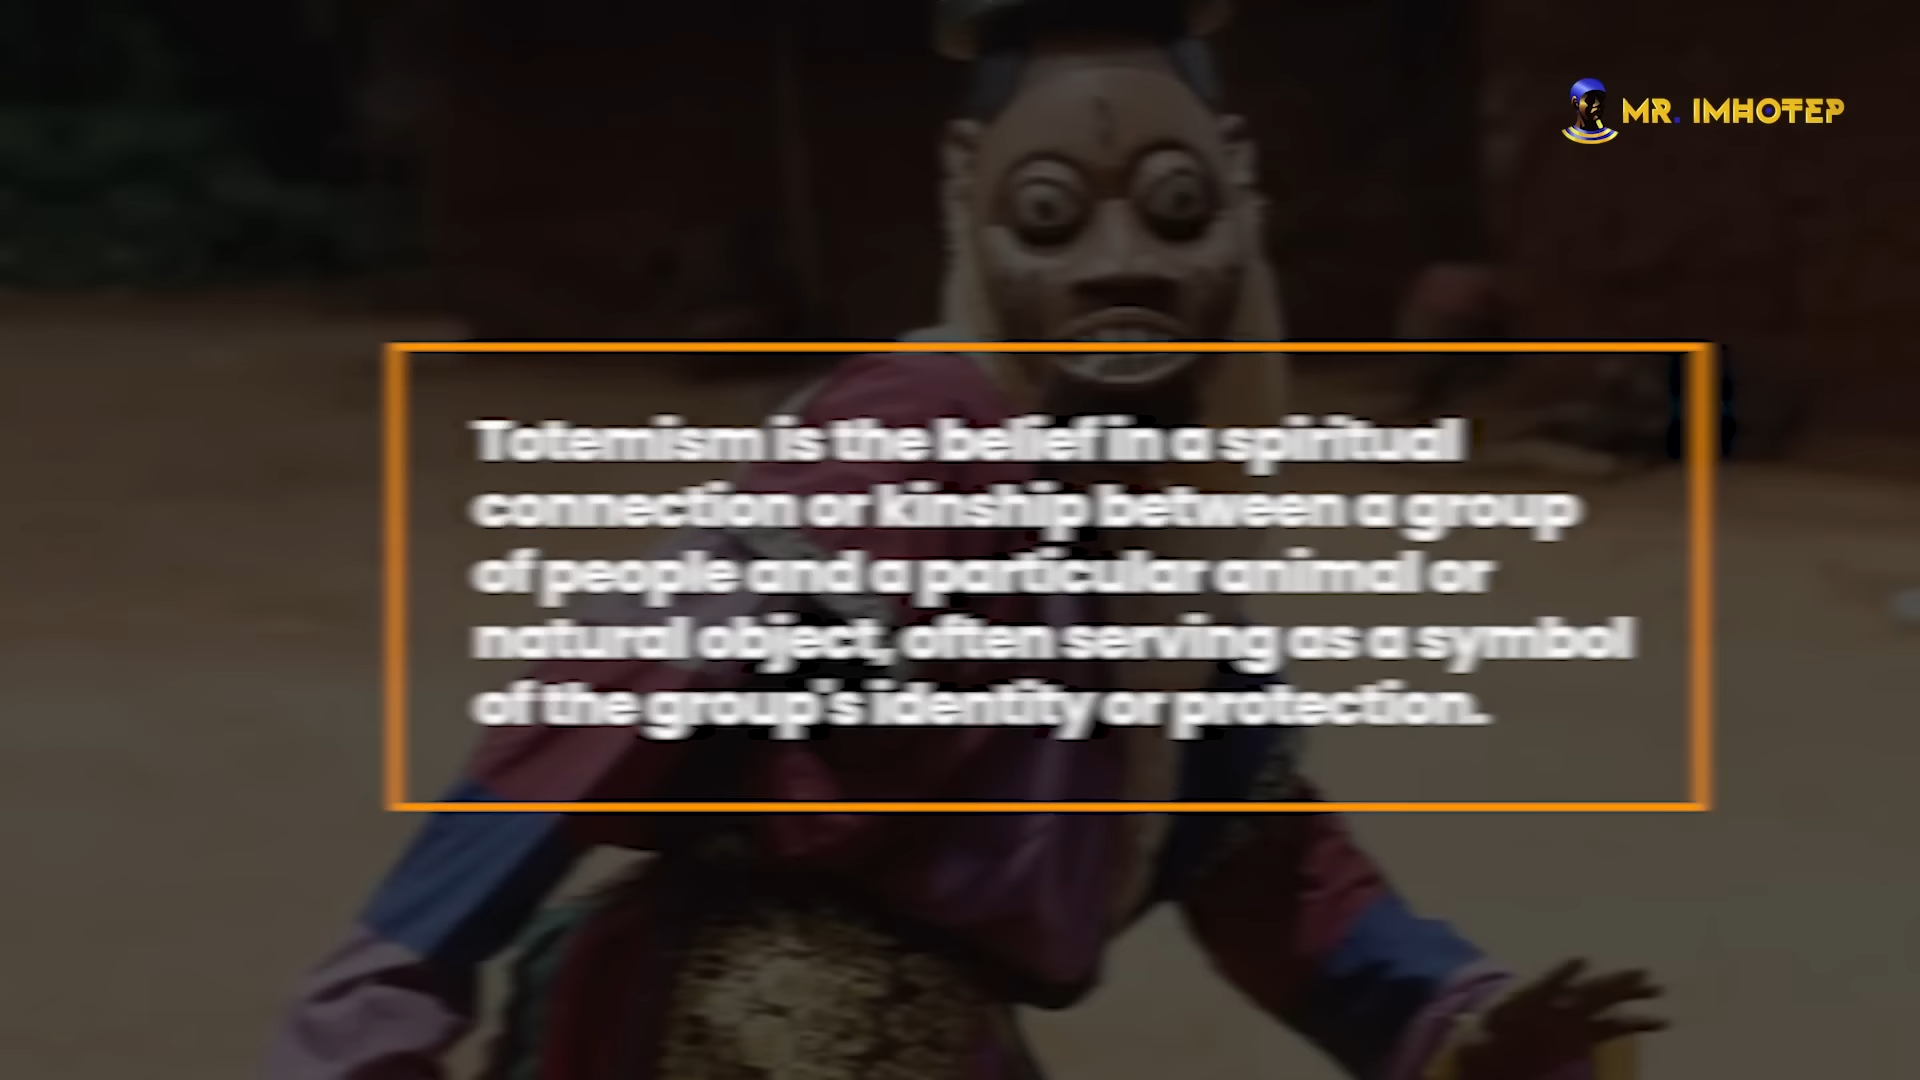 MR. IMHOTEP
Totemism is the belief in a spiritual
connection or kinship between a group
of people and a particular animal or
natural object, often serving as a symbol
of the group's identity or protection.